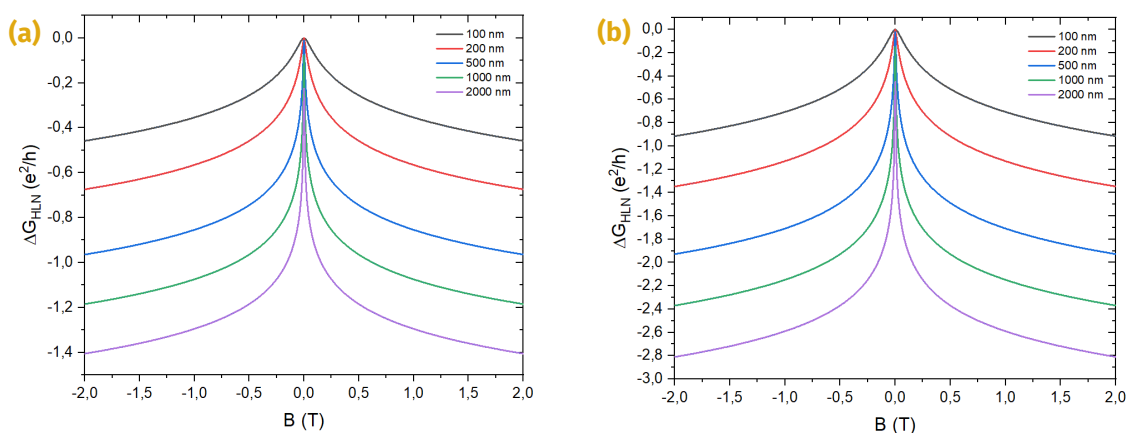 (a)
0,0
-0,2
-0,4
-0,6
-0,8
-1,0
-1,2
-1,4
ΔG_HLN (e²/h)
100 nm
200 nm
500 nm
1000 nm
2000 nm
-2,0 -1,5 -1,0 -0,5 0,0 0,5 1,0 1,5 2,0
B (T)
(b)
0,0
-0,2
-0,4
-0,6
-0,8
-1,0
-1,2
-1,4
-1,6
-1,8
-2,0
-2,2
-2,4
-2,6
-2,8
-3,0
ΔG_HLN (e²/h)
100 nm
200 nm
500 nm
1000 nm
2000 nm
-2,0 -1,5 -1,0 -0,5 0,0 0,5 1,0 1,5 2,0
B (T)